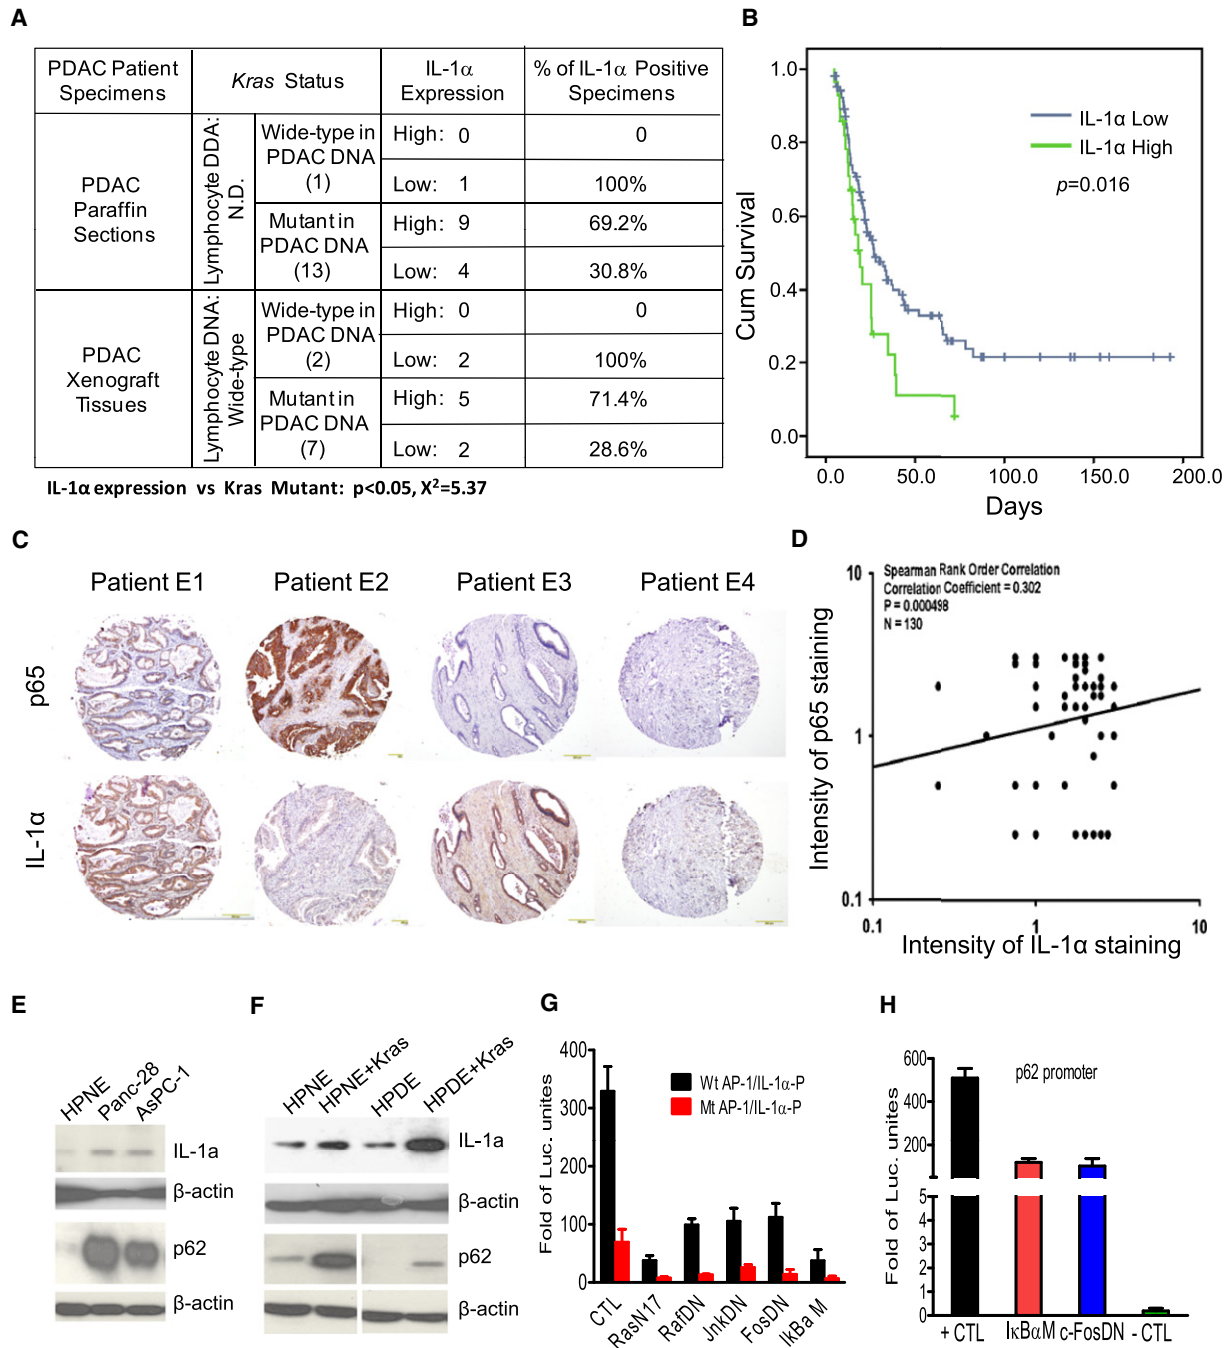 A
PDAC Patient Specimens
Kras Status
IL-1α Expression
% of IL-1α Positive Specimens
PDAC Paraffin Sections
Lymphocyte DDA: N.D.
Wide-type in PDAC DNA (1)
High: 0
0
Low: 1
100%
Mutant in PDAC DNA (13)
High: 9
69.2%
Low: 4
30.8%
PDAC Xenograft Tissues
Lymphocyte DNA: Wide-type
Wide-type in PDAC DNA (2)
High: 0
0
Low: 2
100%
Mutant in PDAC DNA (7)
High: 5
71.4%
Low: 2
28.6%
IL-1α expression vs Kras Mutant: p<0.05, X²=5.37
B
Cum Survival
1.0
0.8
0.6
0.4
0.2
0.0
IL-1α Low
IL-1α High
p=0.016
0.0 50.0 100.0 150.0 200.0
Days
C
Patient E1 Patient E2 Patient E3 Patient E4
p65
IL-1α
D
Intensity of p65 staining
10
1
0.1
Spearman Rank Order Correlation
Correlation Coefficient = 0.302
P = 0.000498
N = 130
0.1 1 10
Intensity of IL-1α staining
E
HPNE Panc-28 AsPC-1
IL-1a
β-actin
p62
β-actin
F
HPNE HPNE+Kras HPDE HPDE+Kras
IL-1a
β-actin
p62
β-actin
G
Fold of Luc. unites
400
300
200
100
0
Wt AP-1/IL-1α-P
Mt AP-1/IL-1α-P
CTL RasN17 RafDN JnkDN FosDN IkBa M
H
Fold of Luc. unites
600
400
200
5
4
3
2
1
0
p62 promoter
+ CTL IκBαM c-FosDN - CTL